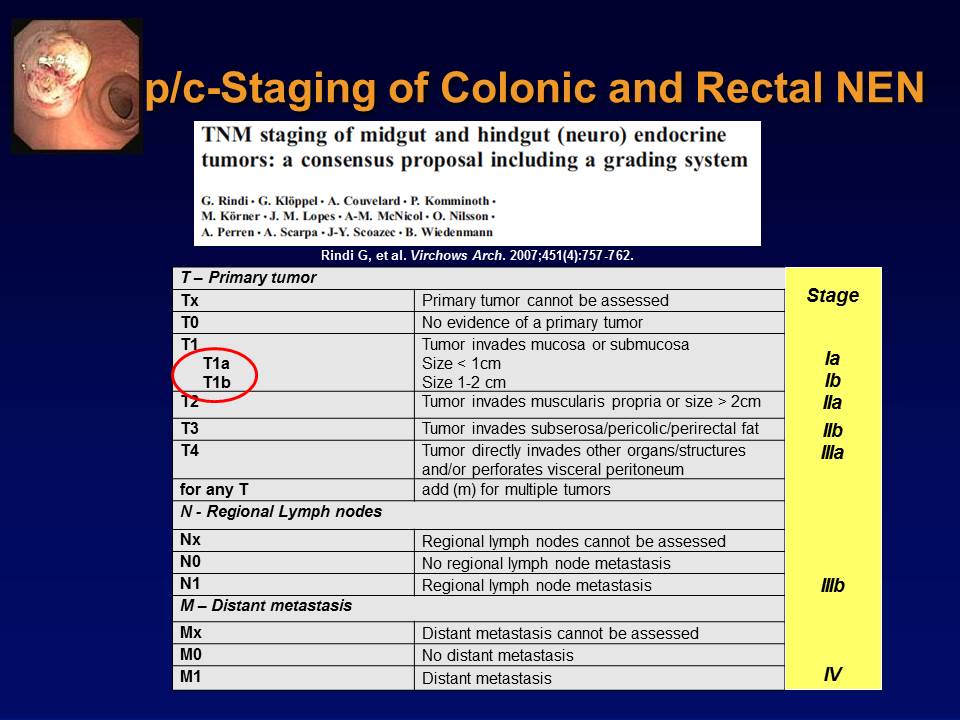 p/c-Staging of Colonic and Rectal NEN
TNM staging of midgut and hindgut (neuro) endocrine
tumors: a consensus proposal including a grading system
G. Rindi · G. Klöppel · A. Couvelard · P. Komminoth ·
M. Körner · J. M. Lopes · A-M. McNicol · O. Nilsson ·
A. Perren · A. Scarpa · J-Y. Scoazec · B. Wiedenmann
Rindi G, et al. Virchows Arch. 2007;451(4):757-762.
T – Primary tumor
Stage
Tx Primary tumor cannot be assessed
T0 No evidence of a primary tumor
T1 Tumor invades mucosa or submucosa
T1a Size < 1cm Ia
T1b Size 1-2 cm Ib
T2 Tumor invades muscularis propria or size > 2cm IIa
T3 Tumor invades subserosa/pericolic/perirectal fat IIb
T4 Tumor directly invades other organs/structures IIIa
and/or perforates visceral peritoneum
for any T add (m) for multiple tumors
N - Regional Lymph nodes
Nx Regional lymph nodes cannot be assessed
N0 No regional lymph node metastasis
N1 Regional lymph node metastasis IIIb
M – Distant metastasis
Mx Distant metastasis cannot be assessed
M0 No distant metastasis
M1 Distant metastasis IV